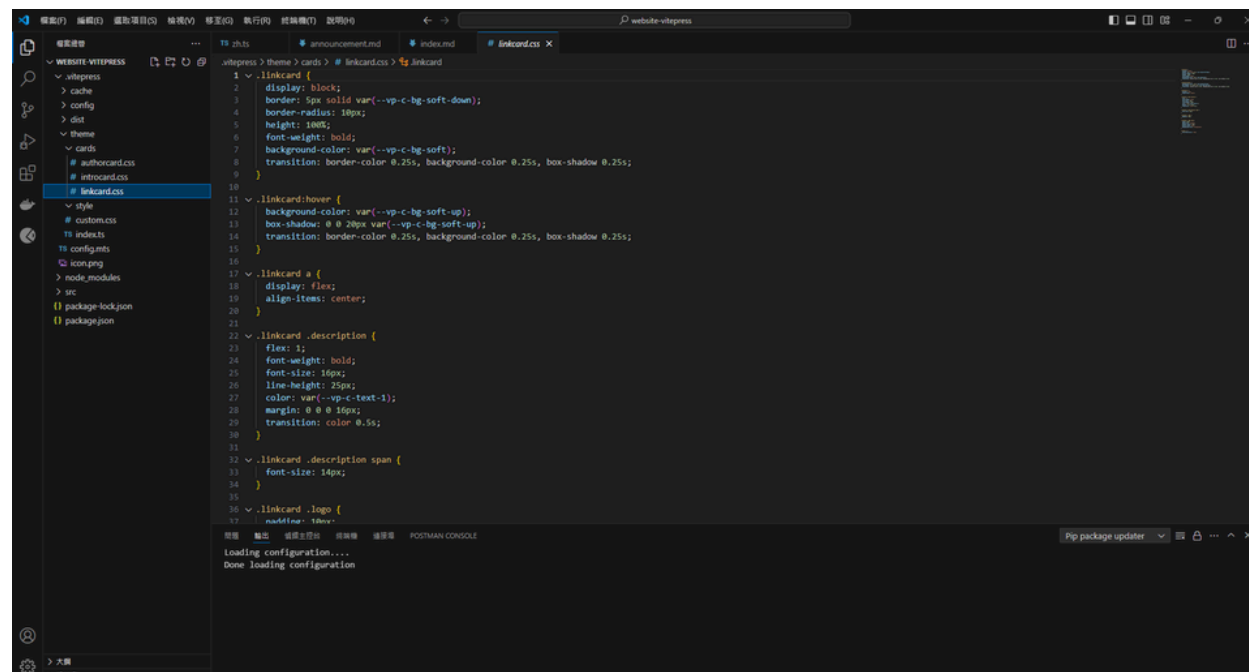 檔案(F) 編輯(E) 選取項目(S) 檢視(V) 移至(G) 執行(R) 終端機(T) 說明(H)
website-vitepress
檔案總管
WEBSITE-VITEPRESS
.vitepress
cache
config
dist
theme
cards
# authorcard.css
# introcard.css
# linkcard.css
style
# custom.css
TS index.ts
TS config.mts
icon.png
node_modules
src
{} package-lock.json
{} package.json
大綱
TS zh.ts announcement.md index.md # linkcard.css
.vitepress > theme > cards > # linkcard.css > .linkcard
1 .linkcard {
2 display: block;
3 border: 5px solid var(--vp-c-bg-soft-down);
4 border-radius: 10px;
5 height: 100%;
6 font-weight: bold;
7 background-color: var(--vp-c-bg-soft);
8 transition: border-color 0.25s, background-color 0.25s, box-shadow 0.25s;
9 }
10
11 .linkcard:hover {
12 background-color: var(--vp-c-bg-soft-up);
13 box-shadow: 0 0 20px var(--vp-c-bg-soft-up);
14 transition: border-color 0.25s, background-color 0.25s, box-shadow 0.25s;
15 }
16
17 .linkcard a {
18 display: flex;
19 align-items: center;
20 }
21
22 .linkcard .description {
23 flex: 1;
24 font-weight: bold;
25 font-size: 16px;
26 line-height: 25px;
27 color: var(--vp-c-text-1);
28 margin: 0 0 0 16px;
29 transition: color 0.5s;
30 }
31
32 .linkcard .description span {
33 font-size: 14px;
34 }
35
36 .linkcard .logo {
37 padding: 10px;
問題 輸出 偵錯主控台 終端機 連接埠 POSTMAN CONSOLE
Pip package updater
Loading configuration....
Done loading configuration